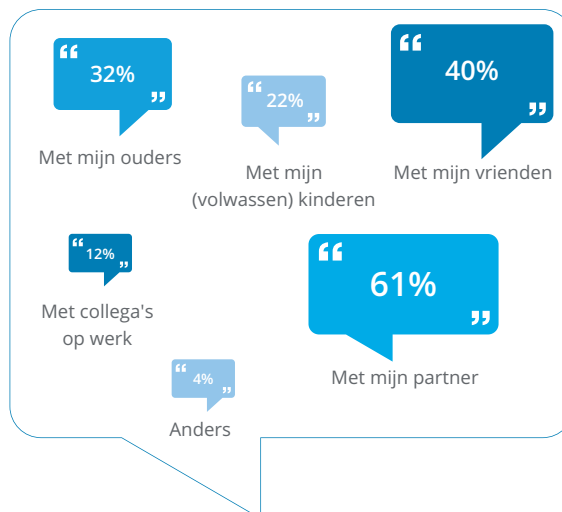 “ 32% ”
Met mijn ouders
“ 22% ”
Met mijn
(volwassen) kinderen
“ 40% ”
Met mijn vrienden
“ 12% ”
Met collega's
op werk
“ 61% ”
Met mijn partner
“ 4% ”
Anders